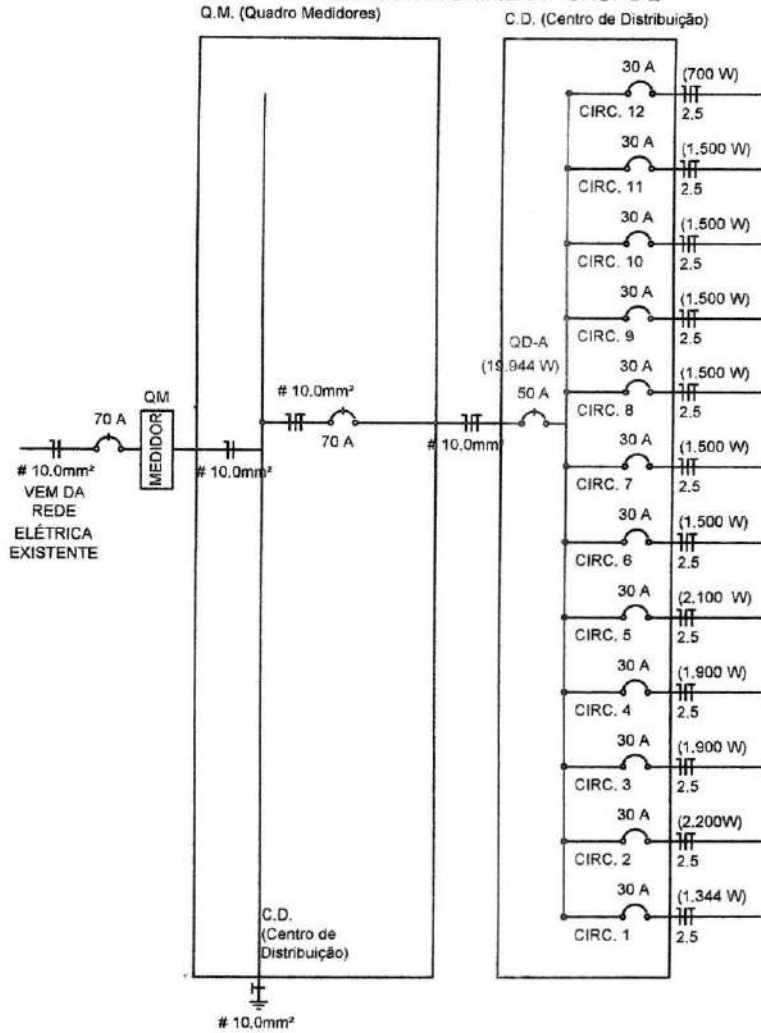 Q.M. (Quadro Medidores)
C.D. (Centro de Distribuição)
30 A
(700 W)
CIRC. 12
2.5
30 A
(1.500 W)
CIRC. 11
2.5
30 A
(1.500 W)
CIRC. 10
2.5
30 A
(1.500 W)
CIRC. 9
2.5
QD-A
(19.944 W)
50 A
30 A
(1.500 W)
CIRC. 8
2.5
# 10.0mm²
70 A
# 10.0mm²
QM
70 A
MEDIDOR
# 10.0mm²
# 10.0mm²
VEM DA
REDE
ELÉTRICA
EXISTENTE
30 A
(1.500 W)
CIRC. 7
2.5
30 A
(1.500 W)
CIRC. 6
2.5
30 A
(2.100 W)
CIRC. 5
2.5
30 A
(1.900 W)
CIRC. 4
2.5
30 A
(1.900 W)
CIRC. 3
2.5
30 A
(2.200W)
CIRC. 2
2.5
30 A
(1.344 W)
CIRC. 1
2.5
C.D.
(Centro de
Distribuição)
# 10.0mm²